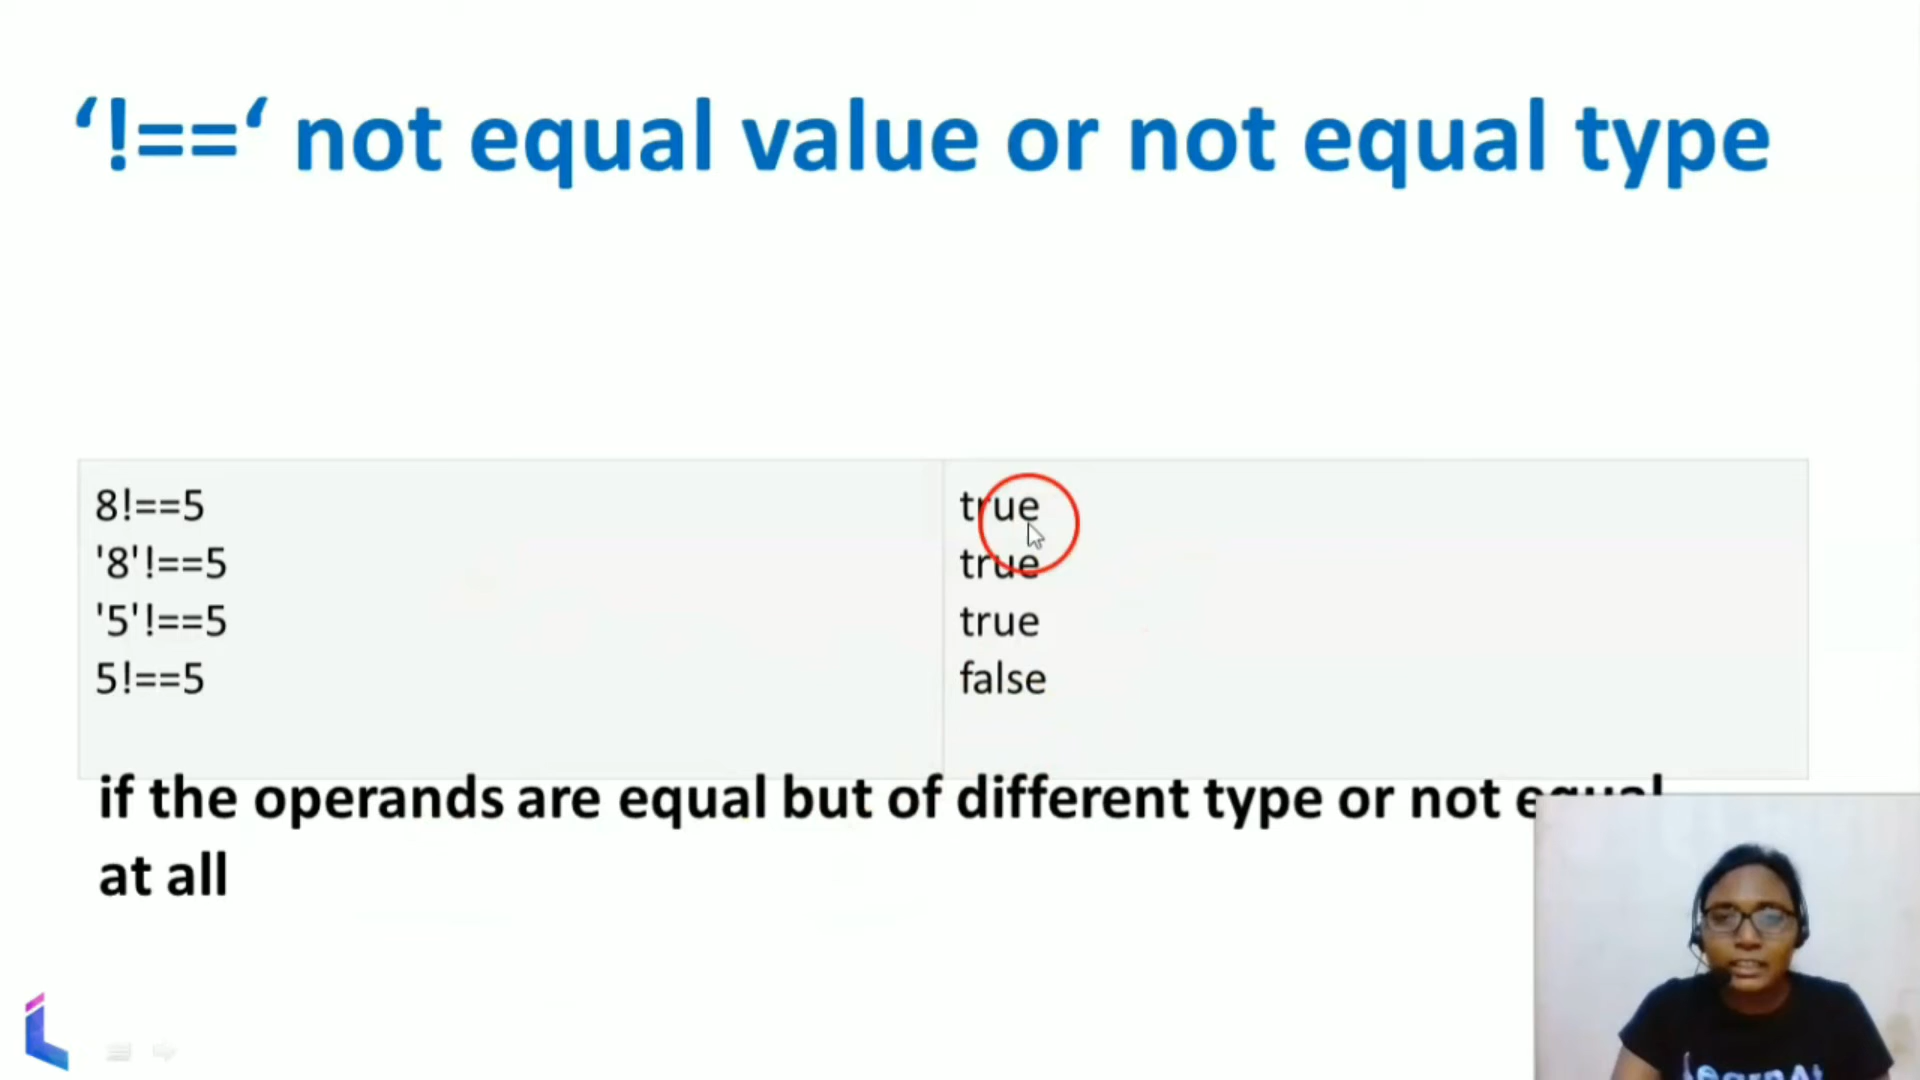 ‘!==‘ not equal value or not equal type
8!==5
'8'!==5
'5'!==5
5!==5
true
true
true
false
if the operands are equal but of different type or not equal
at all